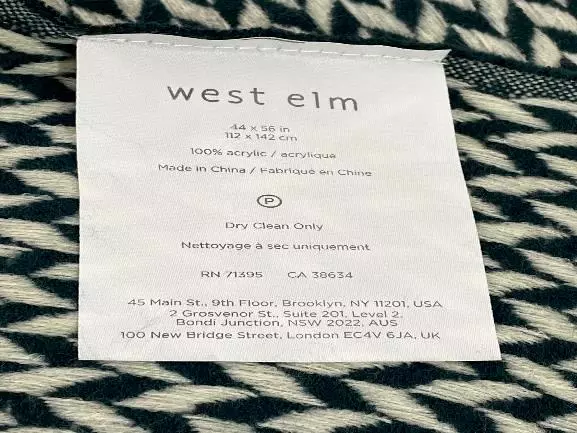 west elm
44 x 56 in
112 x 142 cm
100% acrylic / acrylique
Made in China / Fabriqué en Chine
P
Dry Clean Only
Nettoyage à sec uniquement
RN 71395 CA 38634
45 Main St., 9th Floor, Brooklyn, NY 11201, USA
2 Grosvenor St., Suite 201, Level 2,
Bondi Junction, NSW 2022, AUS
100 New Bridge Street, London EC4V 6JA, UK